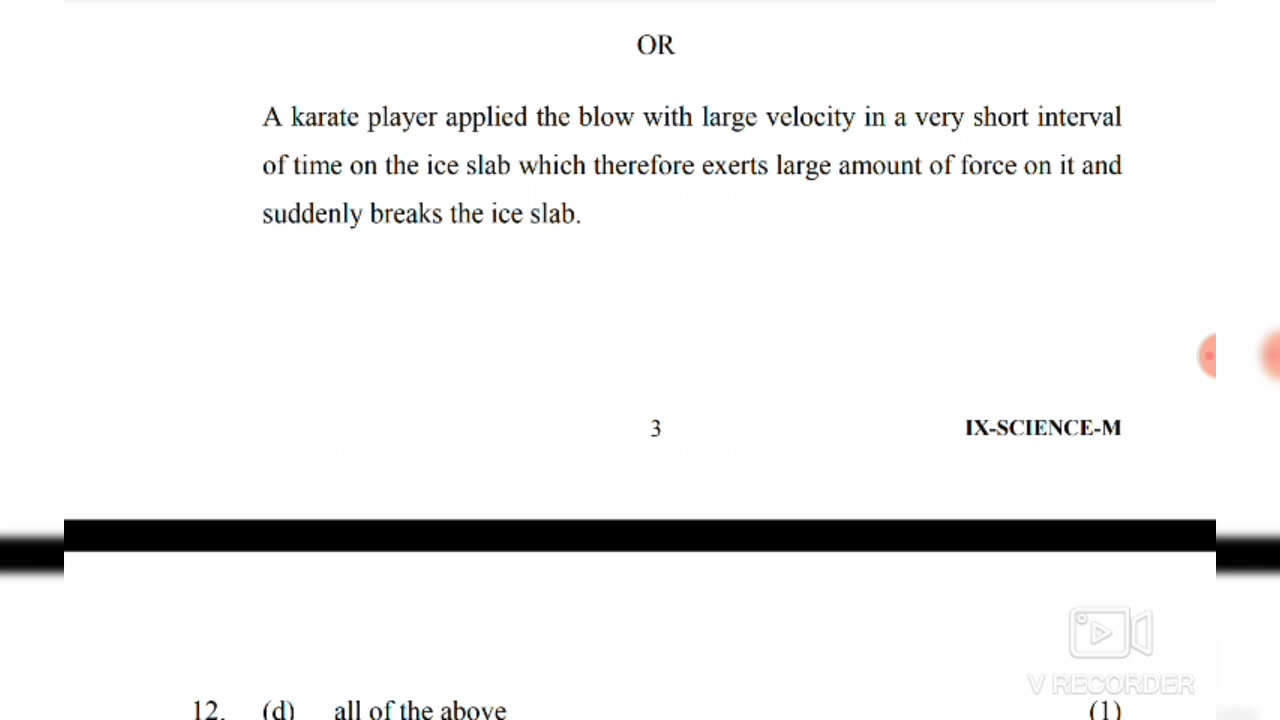 OR
A karate player applied the blow with large velocity in a very short interval
of time on the ice slab which therefore exerts large amount of force on it and
suddenly breaks the ice slab.
3 IX-SCIENCE-M
V RECORDER
12. (d) all of the above (1)